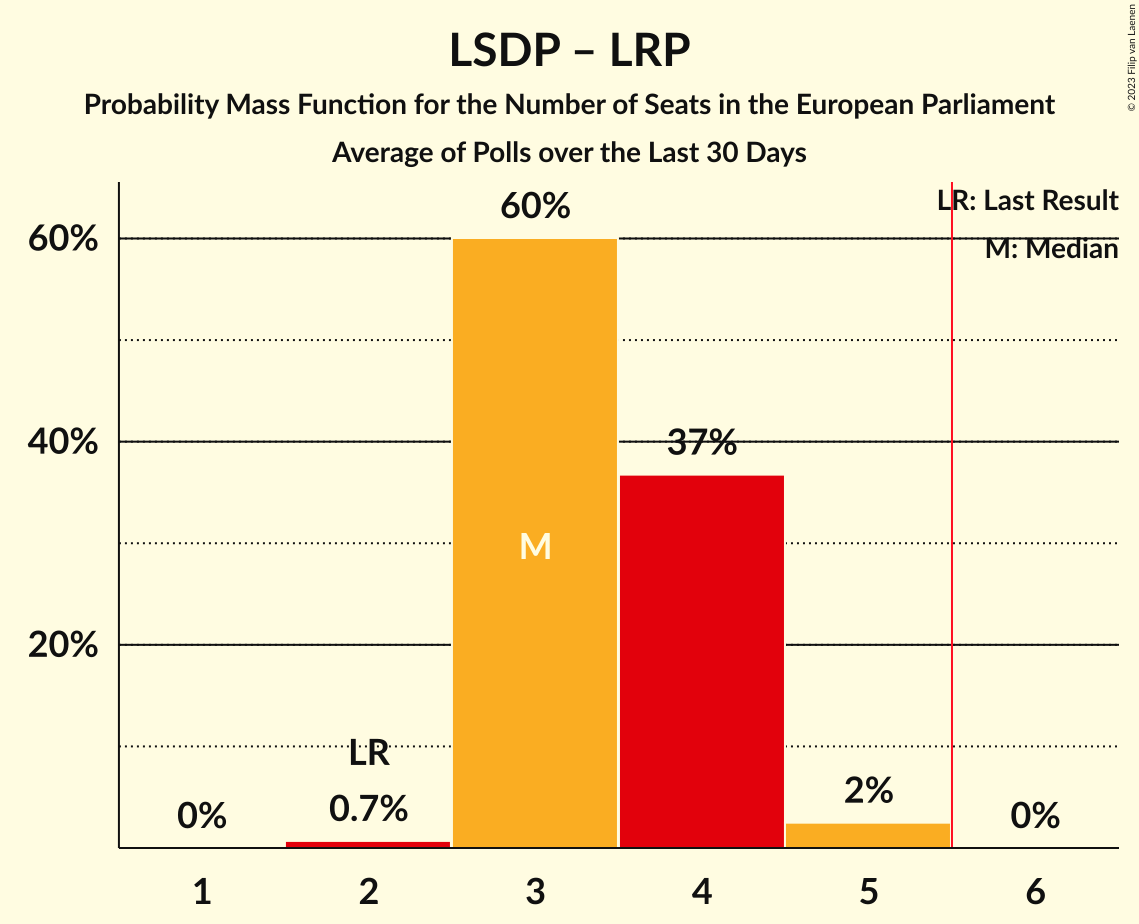 LSDP – LRP
Probability Mass Function for the Number of Seats in the European Parliament
Average of Polls over the Last 30 Days
© 2023 Filip van Laenen
LR: Last Result
M: Median
60%
40%
20%
0%
LR
0.7%
60%
M
37%
2%
0%
1 2 3 4 5 6